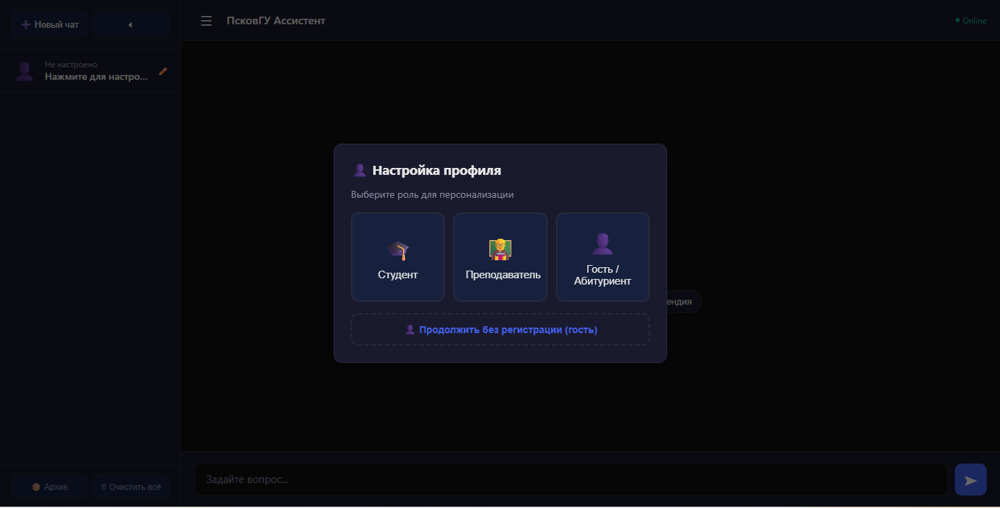 Новый чат
ПсковГУ Ассистент
Online
Не настроено
Нажмите для настро...
Настройка профиля
Выберите роль для персонализации
Студент
Преподаватель
Гость /
Абитуриент
ендия
Продолжить без регистрации (гость)
Задайте вопрос...
Архив
Очистить всё